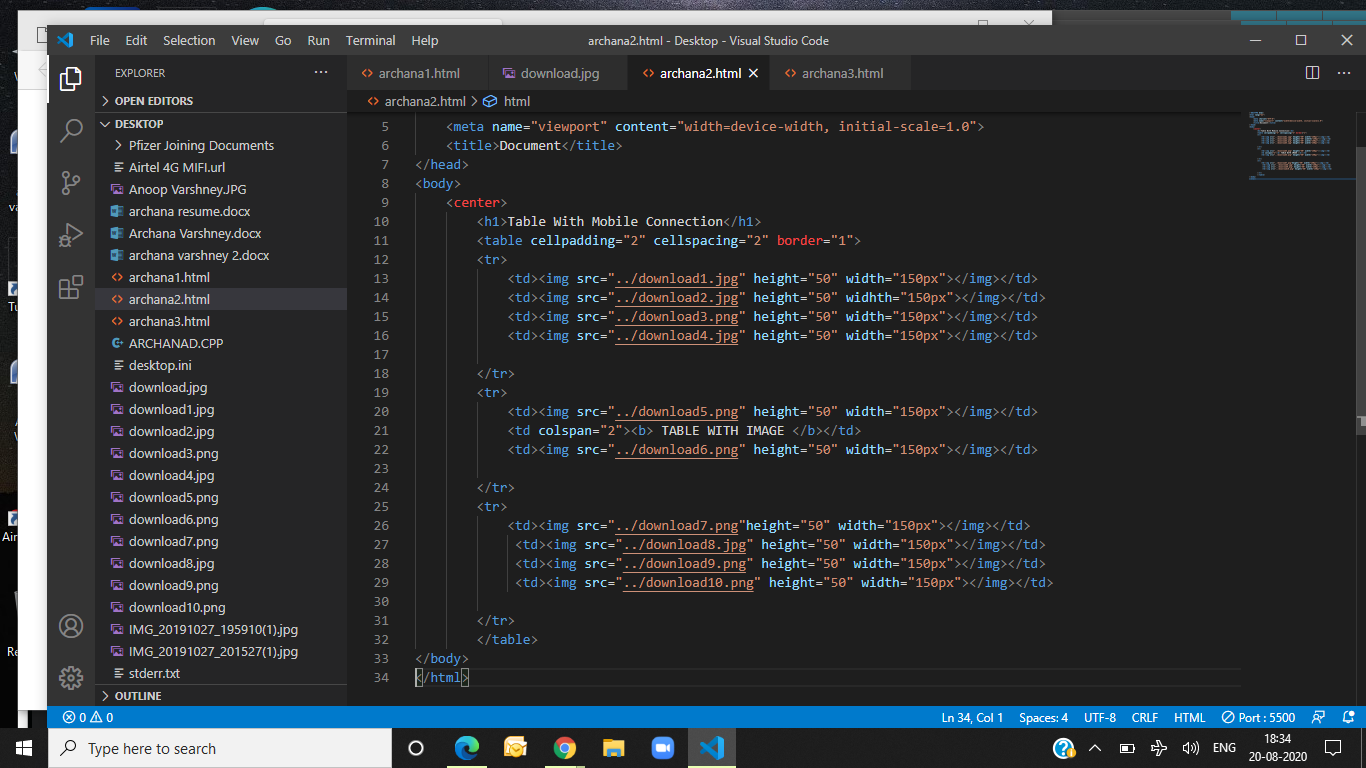 File Edit Selection View Go Run Terminal Help archana2.html - Desktop - Visual Studio Code
EXPLORER ···
OPEN EDITORS
DESKTOP
Pfizer Joining Documents
Airtel 4G MIFI.url
Anoop Varshney.JPG
archana resume.docx
Archana Varshney.docx
archana varshney 2.docx
archana1.html
archana2.html
archana3.html
ARCHANAD.CPP
desktop.ini
download.jpg
download1.jpg
download2.jpg
download3.png
download4.jpg
download5.png
download6.png
download7.png
download8.jpg
download9.png
download10.png
IMG_20191027_195910(1).jpg
IMG_20191027_201527(1).jpg
stderr.txt
OUTLINE
archana1.html download.jpg archana2.html archana3.html
archana2.html > html
5 <meta name="viewport" content="width=device-width, initial-scale=1.0">
6 <title>Document</title>
7 </head>
8 <body>
9 <center>
10 <h1>Table With Mobile Connection</h1>
11 <table cellpadding="2" cellspacing="2" border="1">
12 <tr>
13 <td><img src="../download1.jpg" height="50" width="150px"></img></td>
14 <td><img src="../download2.jpg" height="50" widhth="150px"></img></td>
15 <td><img src="../download3.png" height="50" width="150px"></img></td>
16 <td><img src="../download4.jpg" height="50" width="150px"></img></td>
17
18 </tr>
19 <tr>
20 <td><img src="../download5.png" height="50" width="150px"></img></td>
21 <td colspan="2"><b> TABLE WITH IMAGE </b></td>
22 <td><img src="../download6.png" height="50" width="150px"></img></td>
23
24 </tr>
25 <tr>
26 <td><img src="../download7.png"height="50" width="150px"></img></td>
27 <td><img src="../download8.jpg" height="50" width="150px"></img></td>
28 <td><img src="../download9.png" height="50" width="150px"></img></td>
29 <td><img src="../download10.png" height="50" width="150px"></img></td>
30
31 </tr>
32 </table>
33 </body>
34 </html>
0 0 Ln 34, Col 1 Spaces: 4 UTF-8 CRLF HTML Port : 5500
Type here to search
ENG
18:34
20-08-2020